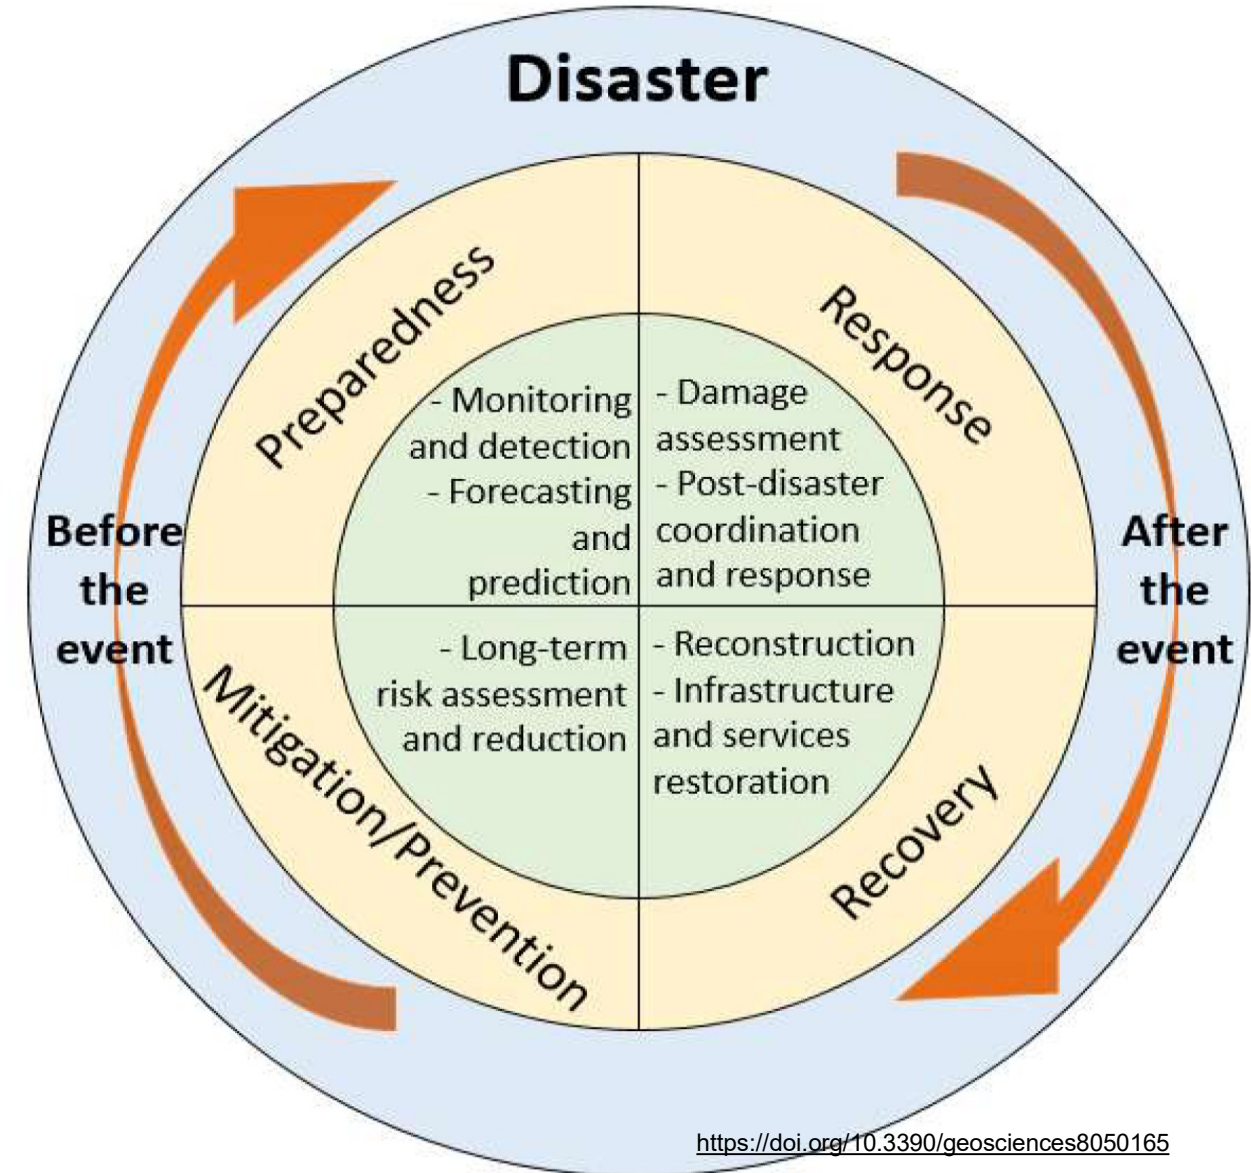 Disaster
Preparedness
Response
- Monitoring
and detection
- Forecasting
and
prediction
- Damage
assessment
- Post-disaster
coordination
and response
Before
the
event
After
the
event
- Long-term
risk assessment
and reduction
- Reconstruction
- Infrastructure
and services
restoration
Mitigation/Prevention
Recovery
https://doi.org/10.3390/geosciences8050165